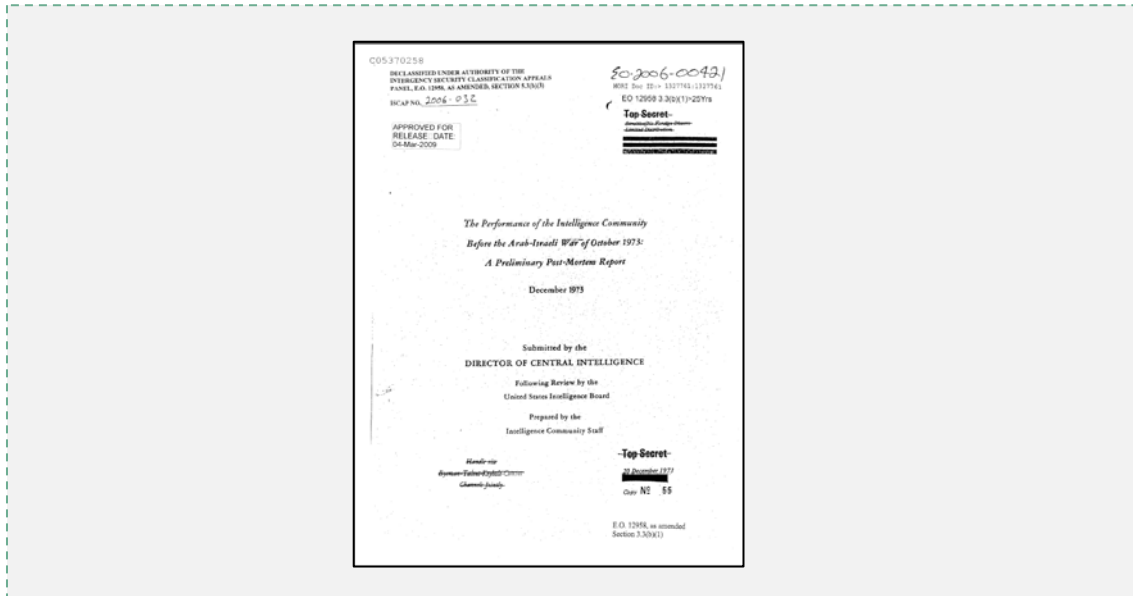 C05370258
DECLASSIFIED UNDER AUTHORITY OF THE
INTERAGENCY SECURITY CLASSIFICATION APPEALS
PANEL, E.O. 12958, AS AMENDED, SECTION 5.3(b)(3)
ISCAP NO. 2006-032
APPROVED FOR
RELEASE DATE:
04-Mar-2009
EO-2006-00421
HORI Doc ID:
EO 12958 3.3(b)(1)>25Yrs
Top Secret
The Performance of the Intelligence Community
Before the Arab-Israeli War of October 1973:
A Preliminary Post-Mortem Report
December 1973
Submitted by the
DIRECTOR OF CENTRAL INTELLIGENCE
Following Review by the
United States Intelligence Board
Prepared by the
Intelligence Community Staff
Handle via
Channels Jointly
Top Secret
December 1973
Copy Nº 55
E.O. 12958, as amended
Section 3.3(b)(1)